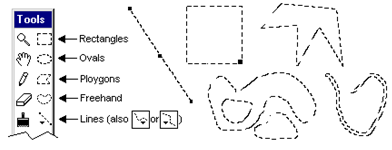 Tools
Rectangles
Ovals
Ploygons
Freehand
Lines (also or )